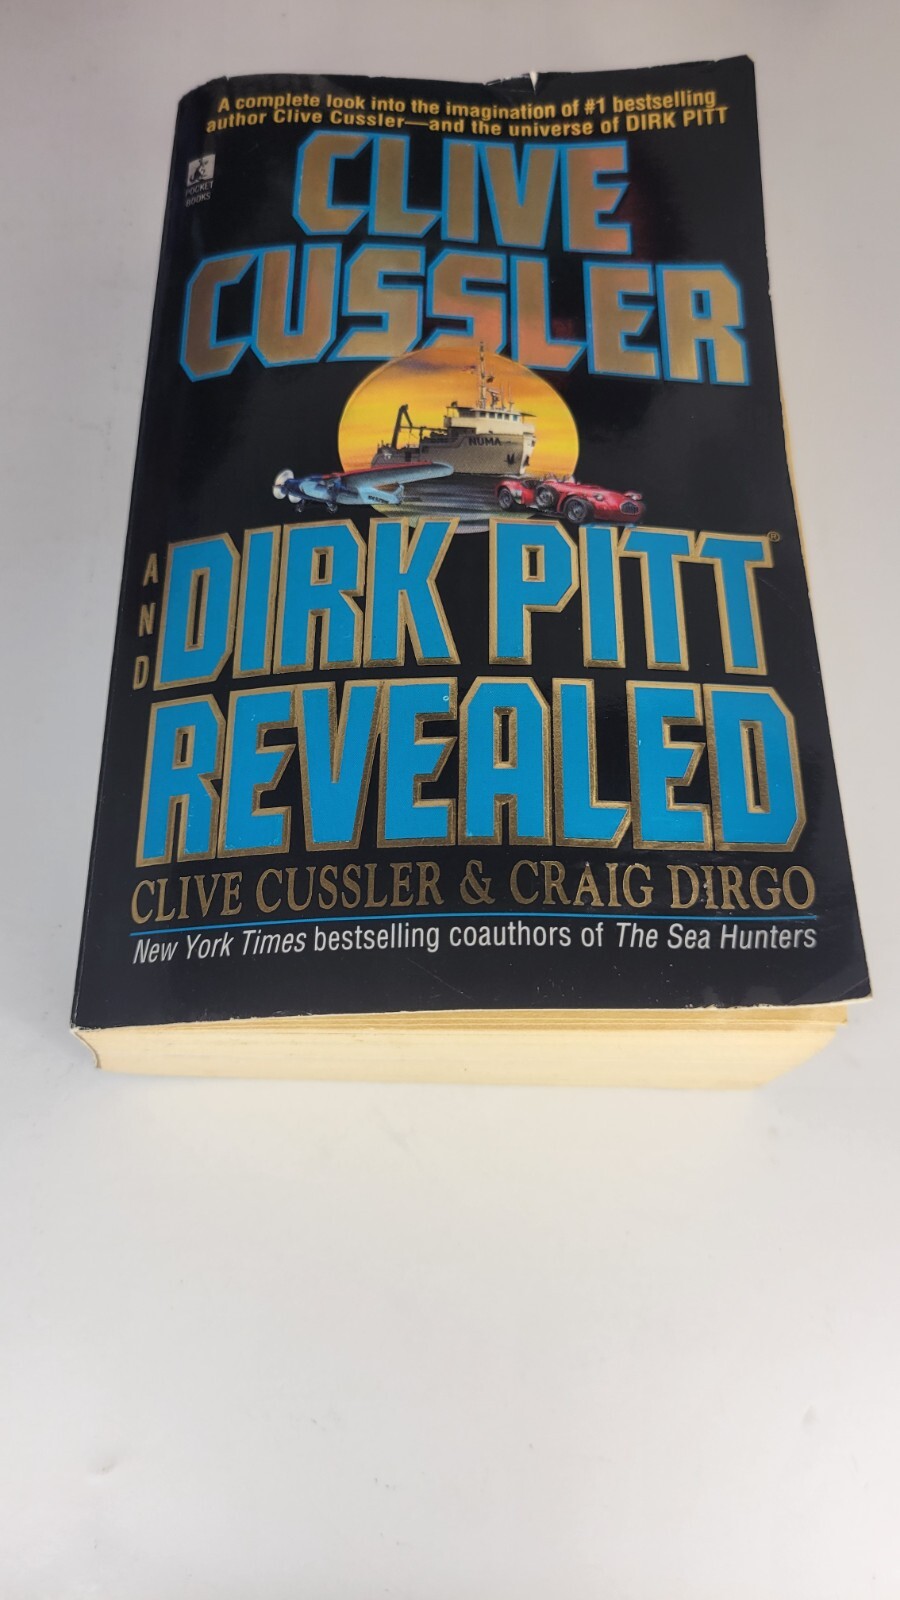 A complete look into the imagination of #1 bestselling
author Clive Cussler—and the universe of DIRK PITT
POCKET
BOOKS
CLIVE
CUSSLER
NUMA
AND
DIRK PITT®
REVEALED
CLIVE CUSSLER & CRAIG DIRGO
New York Times bestselling coauthors of The Sea Hunters